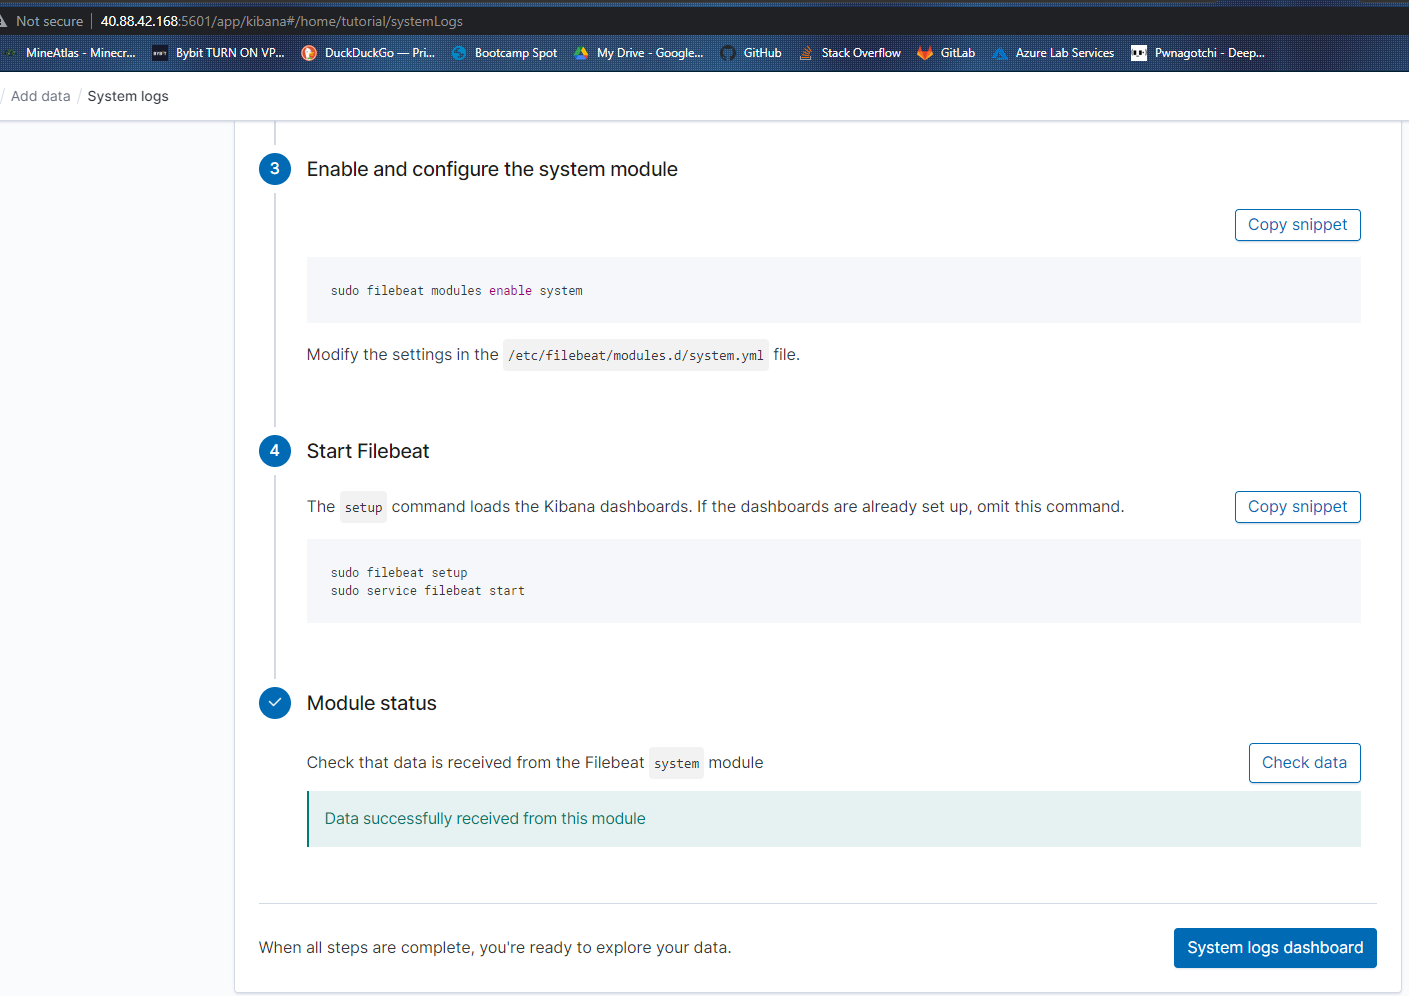 Not secure | 40.88.42.168:5601/app/kibana#/home/tutorial/systemLogs
MineAtlas - Minecr... Bybit TURN ON VP... DuckDuckGo — Pri... Bootcamp Spot My Drive - Google... GitHub Stack Overflow GitLab Azure Lab Services Pwnagotchi - Deep...
/ Add data / System logs
3 Enable and configure the system module
Copy snippet
sudo filebeat modules enable system
Modify the settings in the /etc/filebeat/modules.d/system.yml file.
4 Start Filebeat
The setup command loads the Kibana dashboards. If the dashboards are already set up, omit this command.
Copy snippet
sudo filebeat setup
sudo service filebeat start
Module status
Check that data is received from the Filebeat system module
Check data
Data successfully received from this module
When all steps are complete, you're ready to explore your data.
System logs dashboard